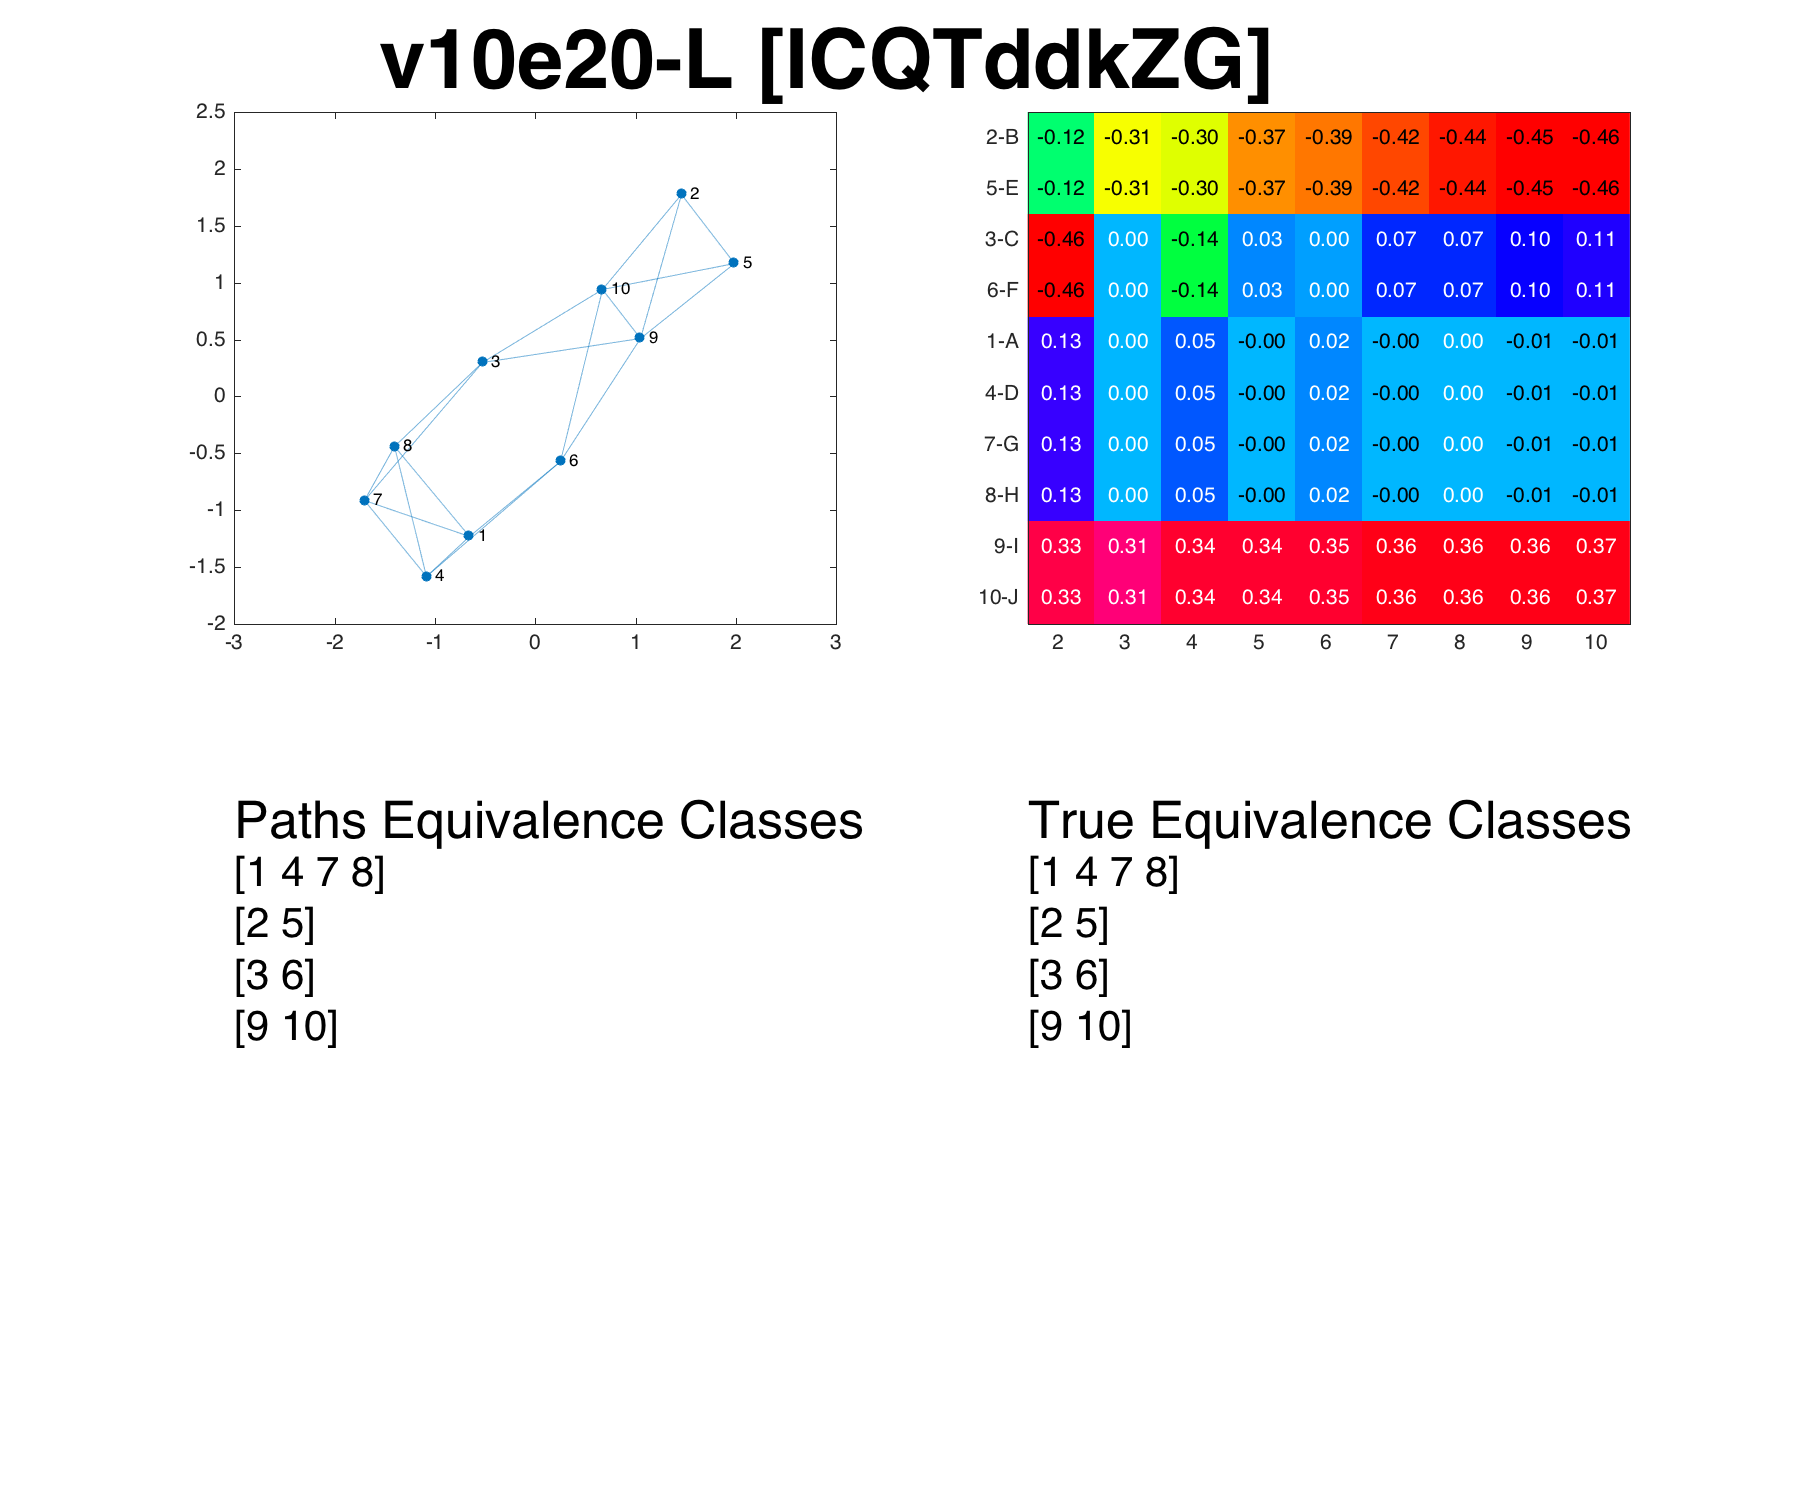 v10e20-L [ICQTddkZG]
2.5
2
1.5
1
0.5
0
-0.5
-1
-1.5
-2
-3 -2 -1 0 1 2 3
2
5
10
9
3
8
6
7
1
4
2-B -0.12 -0.31 -0.30 -0.37 -0.39 -0.42 -0.44 -0.45 -0.46
5-E -0.12 -0.31 -0.30 -0.37 -0.39 -0.42 -0.44 -0.45 -0.46
3-C -0.46 0.00 -0.14 0.03 0.00 0.07 0.07 0.10 0.11
6-F -0.46 0.00 -0.14 0.03 0.00 0.07 0.07 0.10 0.11
1-A 0.13 0.00 0.05 -0.00 0.02 -0.00 0.00 -0.01 -0.01
4-D 0.13 0.00 0.05 -0.00 0.02 -0.00 0.00 -0.01 -0.01
7-G 0.13 0.00 0.05 -0.00 0.02 -0.00 0.00 -0.01 -0.01
8-H 0.13 0.00 0.05 -0.00 0.02 -0.00 0.00 -0.01 -0.01
9-I 0.33 0.31 0.34 0.34 0.35 0.36 0.36 0.36 0.37
10-J 0.33 0.31 0.34 0.34 0.35 0.36 0.36 0.36 0.37
2 3 4 5 6 7 8 9 10
Paths Equivalence Classes
[1 4 7 8]
[2 5]
[3 6]
[9 10]
True Equivalence Classes
[1 4 7 8]
[2 5]
[3 6]
[9 10]